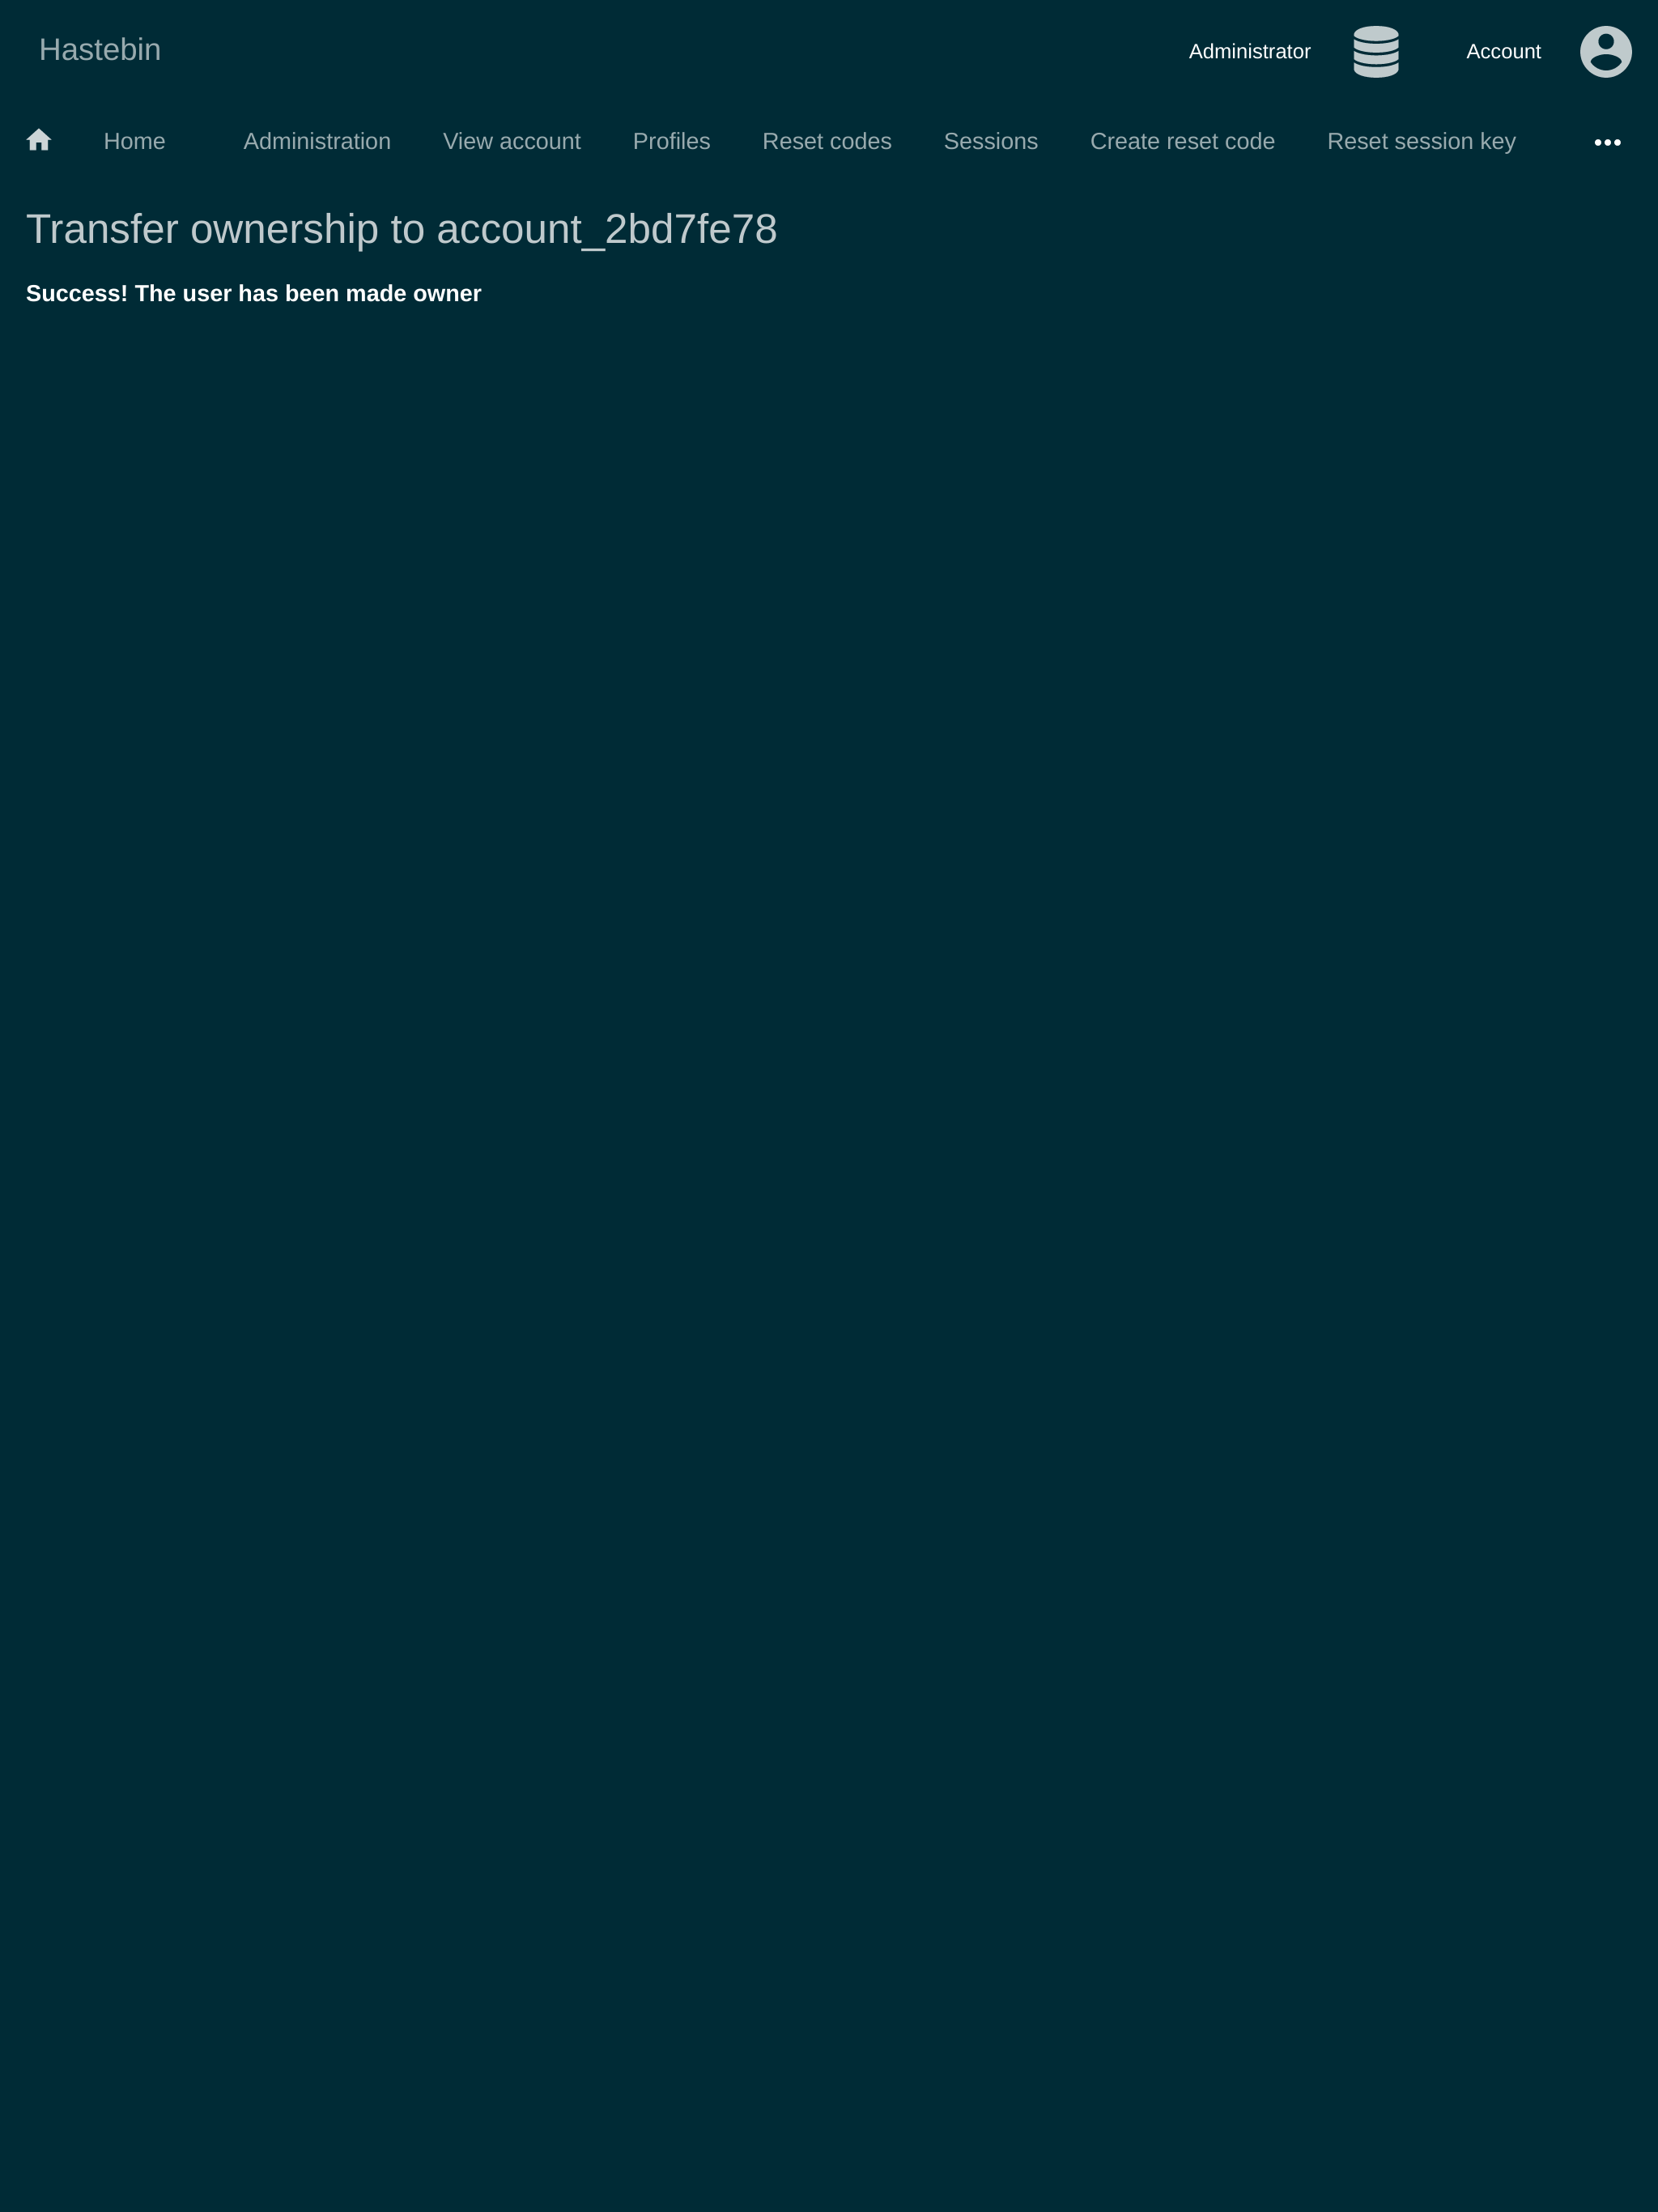 Hastebin
Administrator
Account
Home
Administration
View account
Profiles
Reset codes
Sessions
Create reset code
Reset session key
Transfer ownership to account_2bd7fe78
Success! The user has been made owner